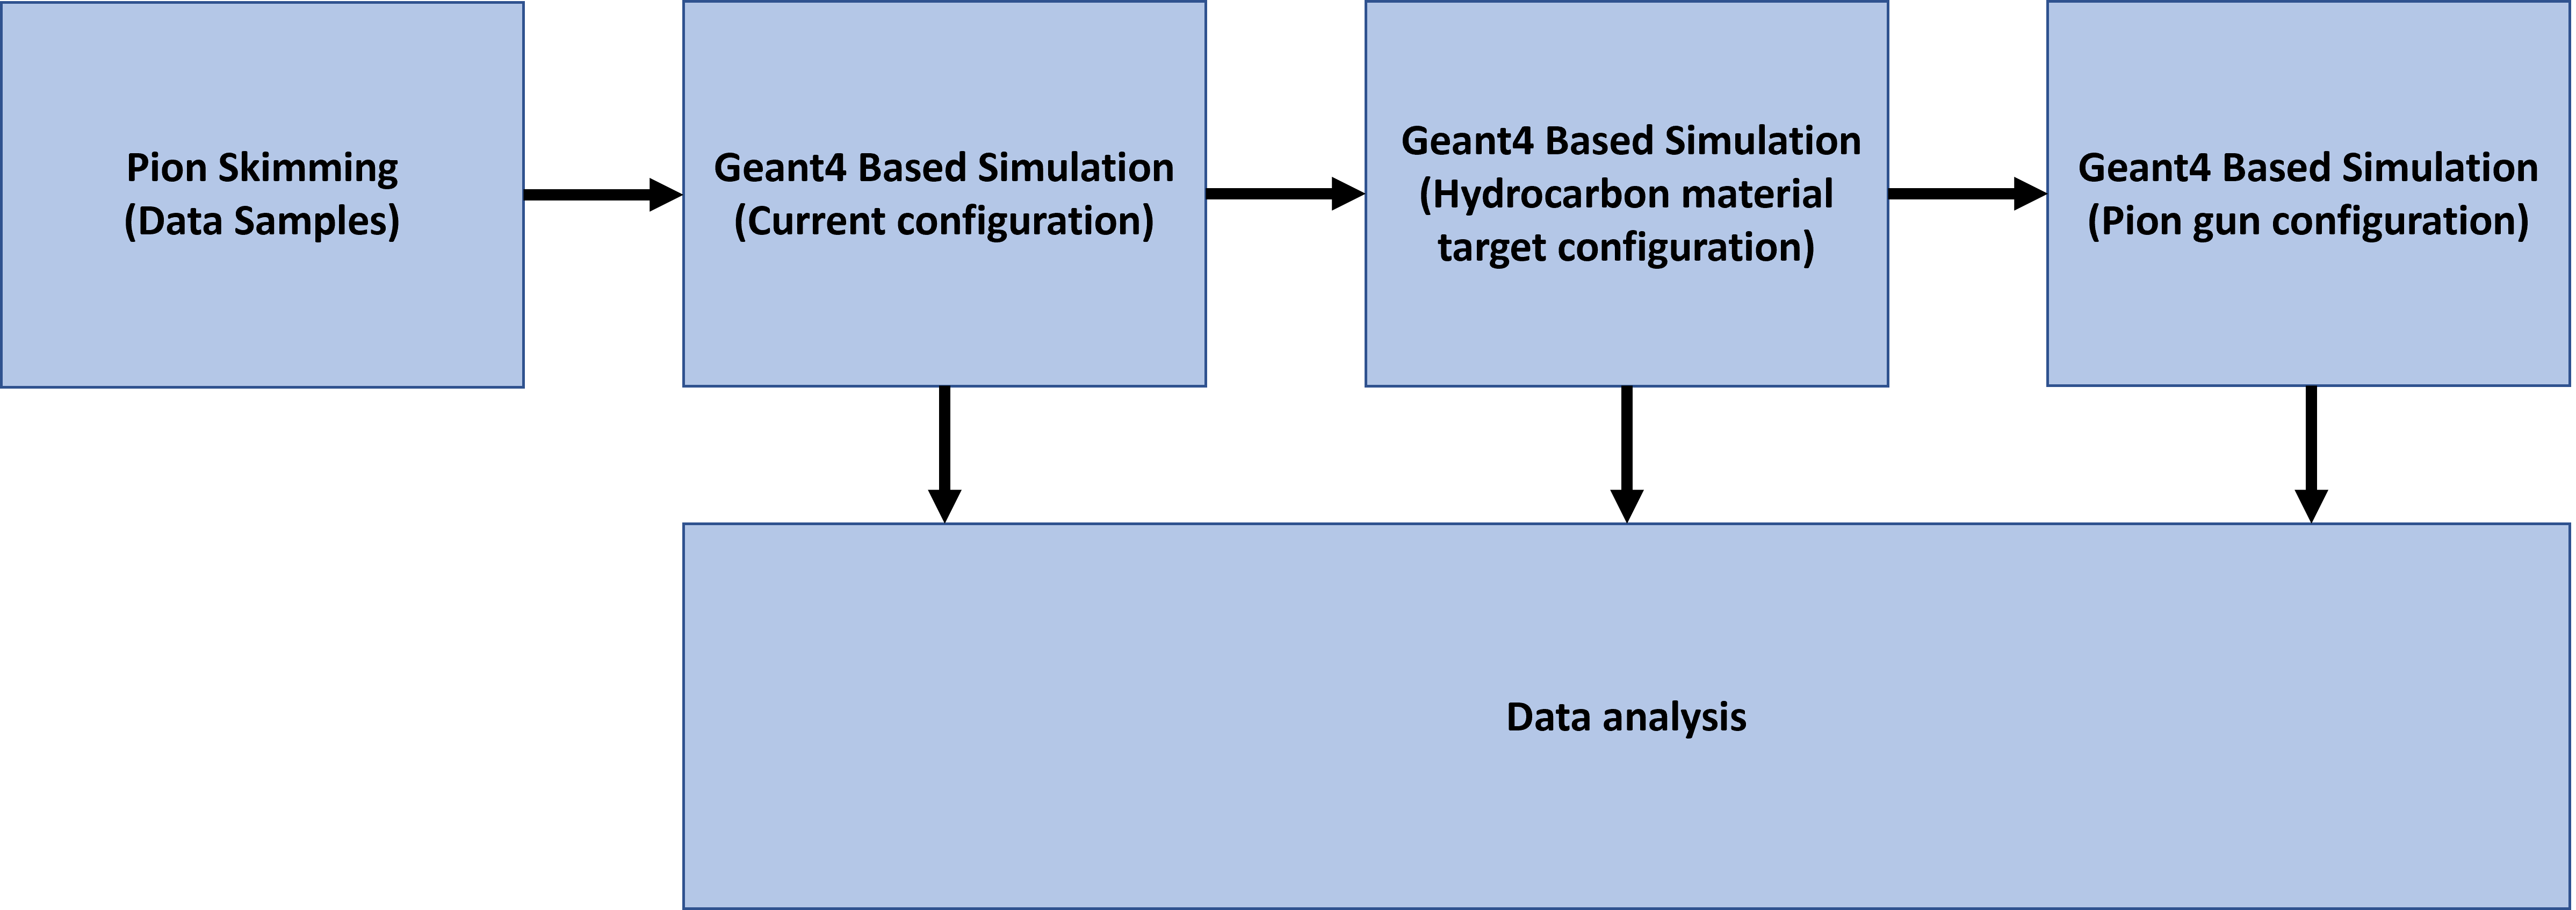 Pion Skimming
(Data Samples)
Geant4 Based Simulation
(Current configuration)
Geant4 Based Simulation
(Hydrocarbon material
target configuration)
Geant4 Based Simulation
(Pion gun configuration)
Data analysis